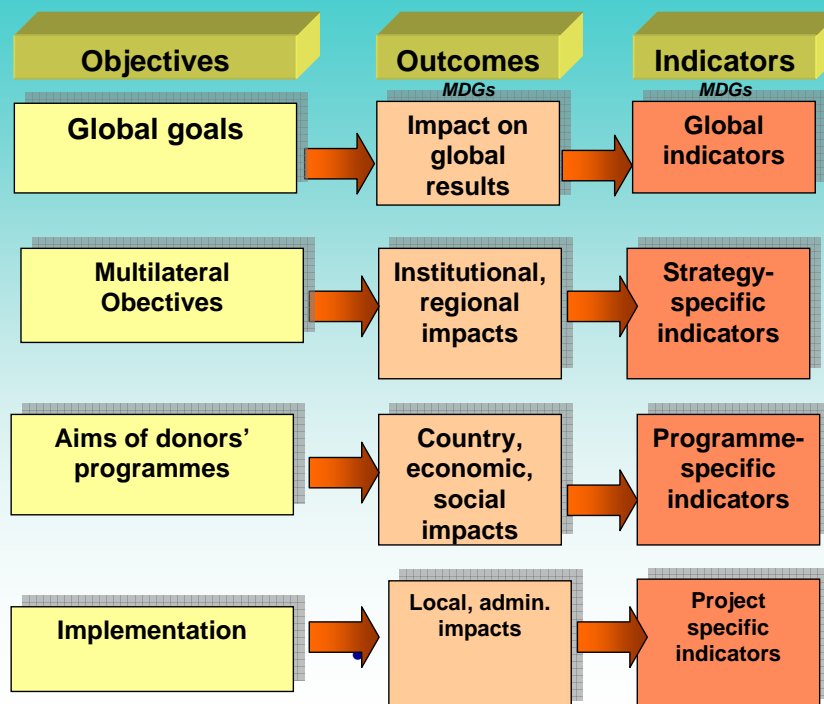 Objectives
Outcomes
Indicators
MDGs
MDGs
Global goals
Impact on
global
results
Global
indicators
Multilateral
Obectives
Institutional,
regional
impacts
Strategy-
specific
indicators
Aims of donors’
programmes
Country,
economic,
social
impacts
Programme-
specific
indicators
Implementation
Local, admin.
impacts
Project
specific
indicators